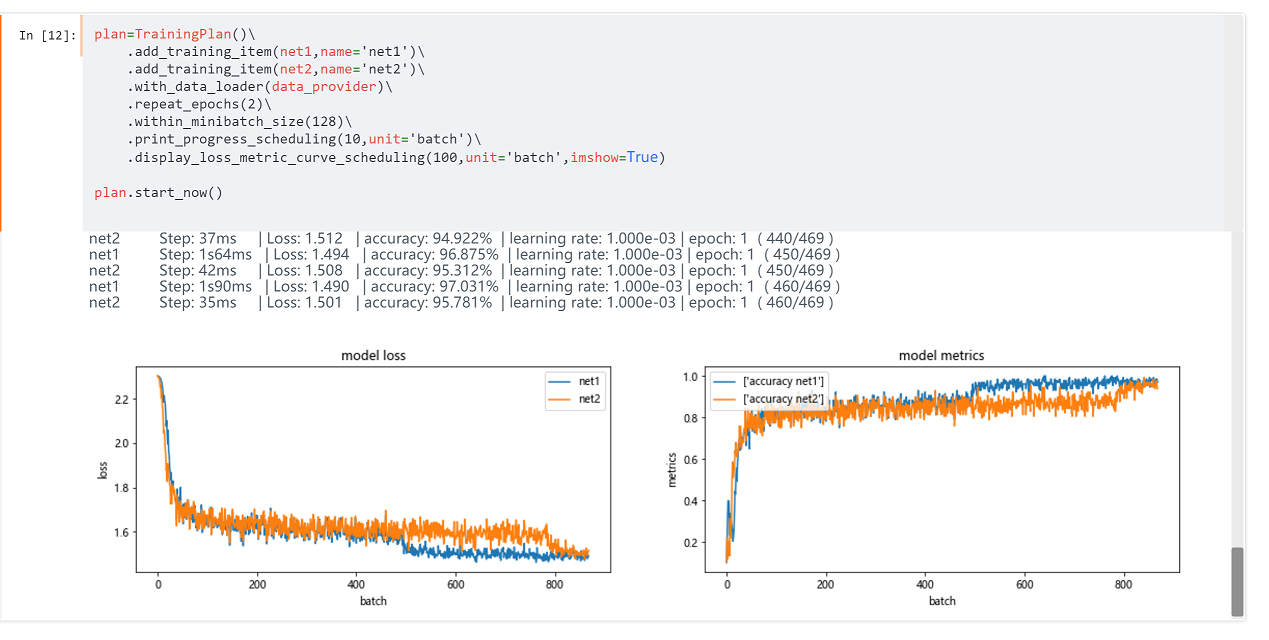 In [12]:
plan=TrainingPlan()\
.add_training_item(net1,name='net1')\
.add_training_item(net2,name='net2')\
.with_data_loader(data_provider)\
.repeat_epochs(2)\
.within_minibatch_size(128)\
.print_progress_scheduling(10,unit='batch')\
.display_loss_metric_curve_scheduling(100,unit='batch',imshow=True)
plan.start_now()
net2 Step: 37ms | Loss: 1.512 | accuracy: 94.922% | learning rate: 1.000e-03 | epoch: 1 ( 440/469 )
net1 Step: 1s64ms | Loss: 1.494 | accuracy: 96.875% | learning rate: 1.000e-03 | epoch: 1 ( 450/469 )
net2 Step: 42ms | Loss: 1.508 | accuracy: 95.312% | learning rate: 1.000e-03 | epoch: 1 ( 450/469 )
net1 Step: 1s90ms | Loss: 1.490 | accuracy: 97.031% | learning rate: 1.000e-03 | epoch: 1 ( 460/469 )
net2 Step: 35ms | Loss: 1.501 | accuracy: 95.781% | learning rate: 1.000e-03 | epoch: 1 ( 460/469 )
model loss
net1
net2
2.2
2.0
1.8
1.6
loss
0 200 400 600 800
batch
model metrics
['accuracy net1']
['accuracy net2']
1.0
0.8
0.6
0.4
0.2
metrics
0 200 400 600 800
batch